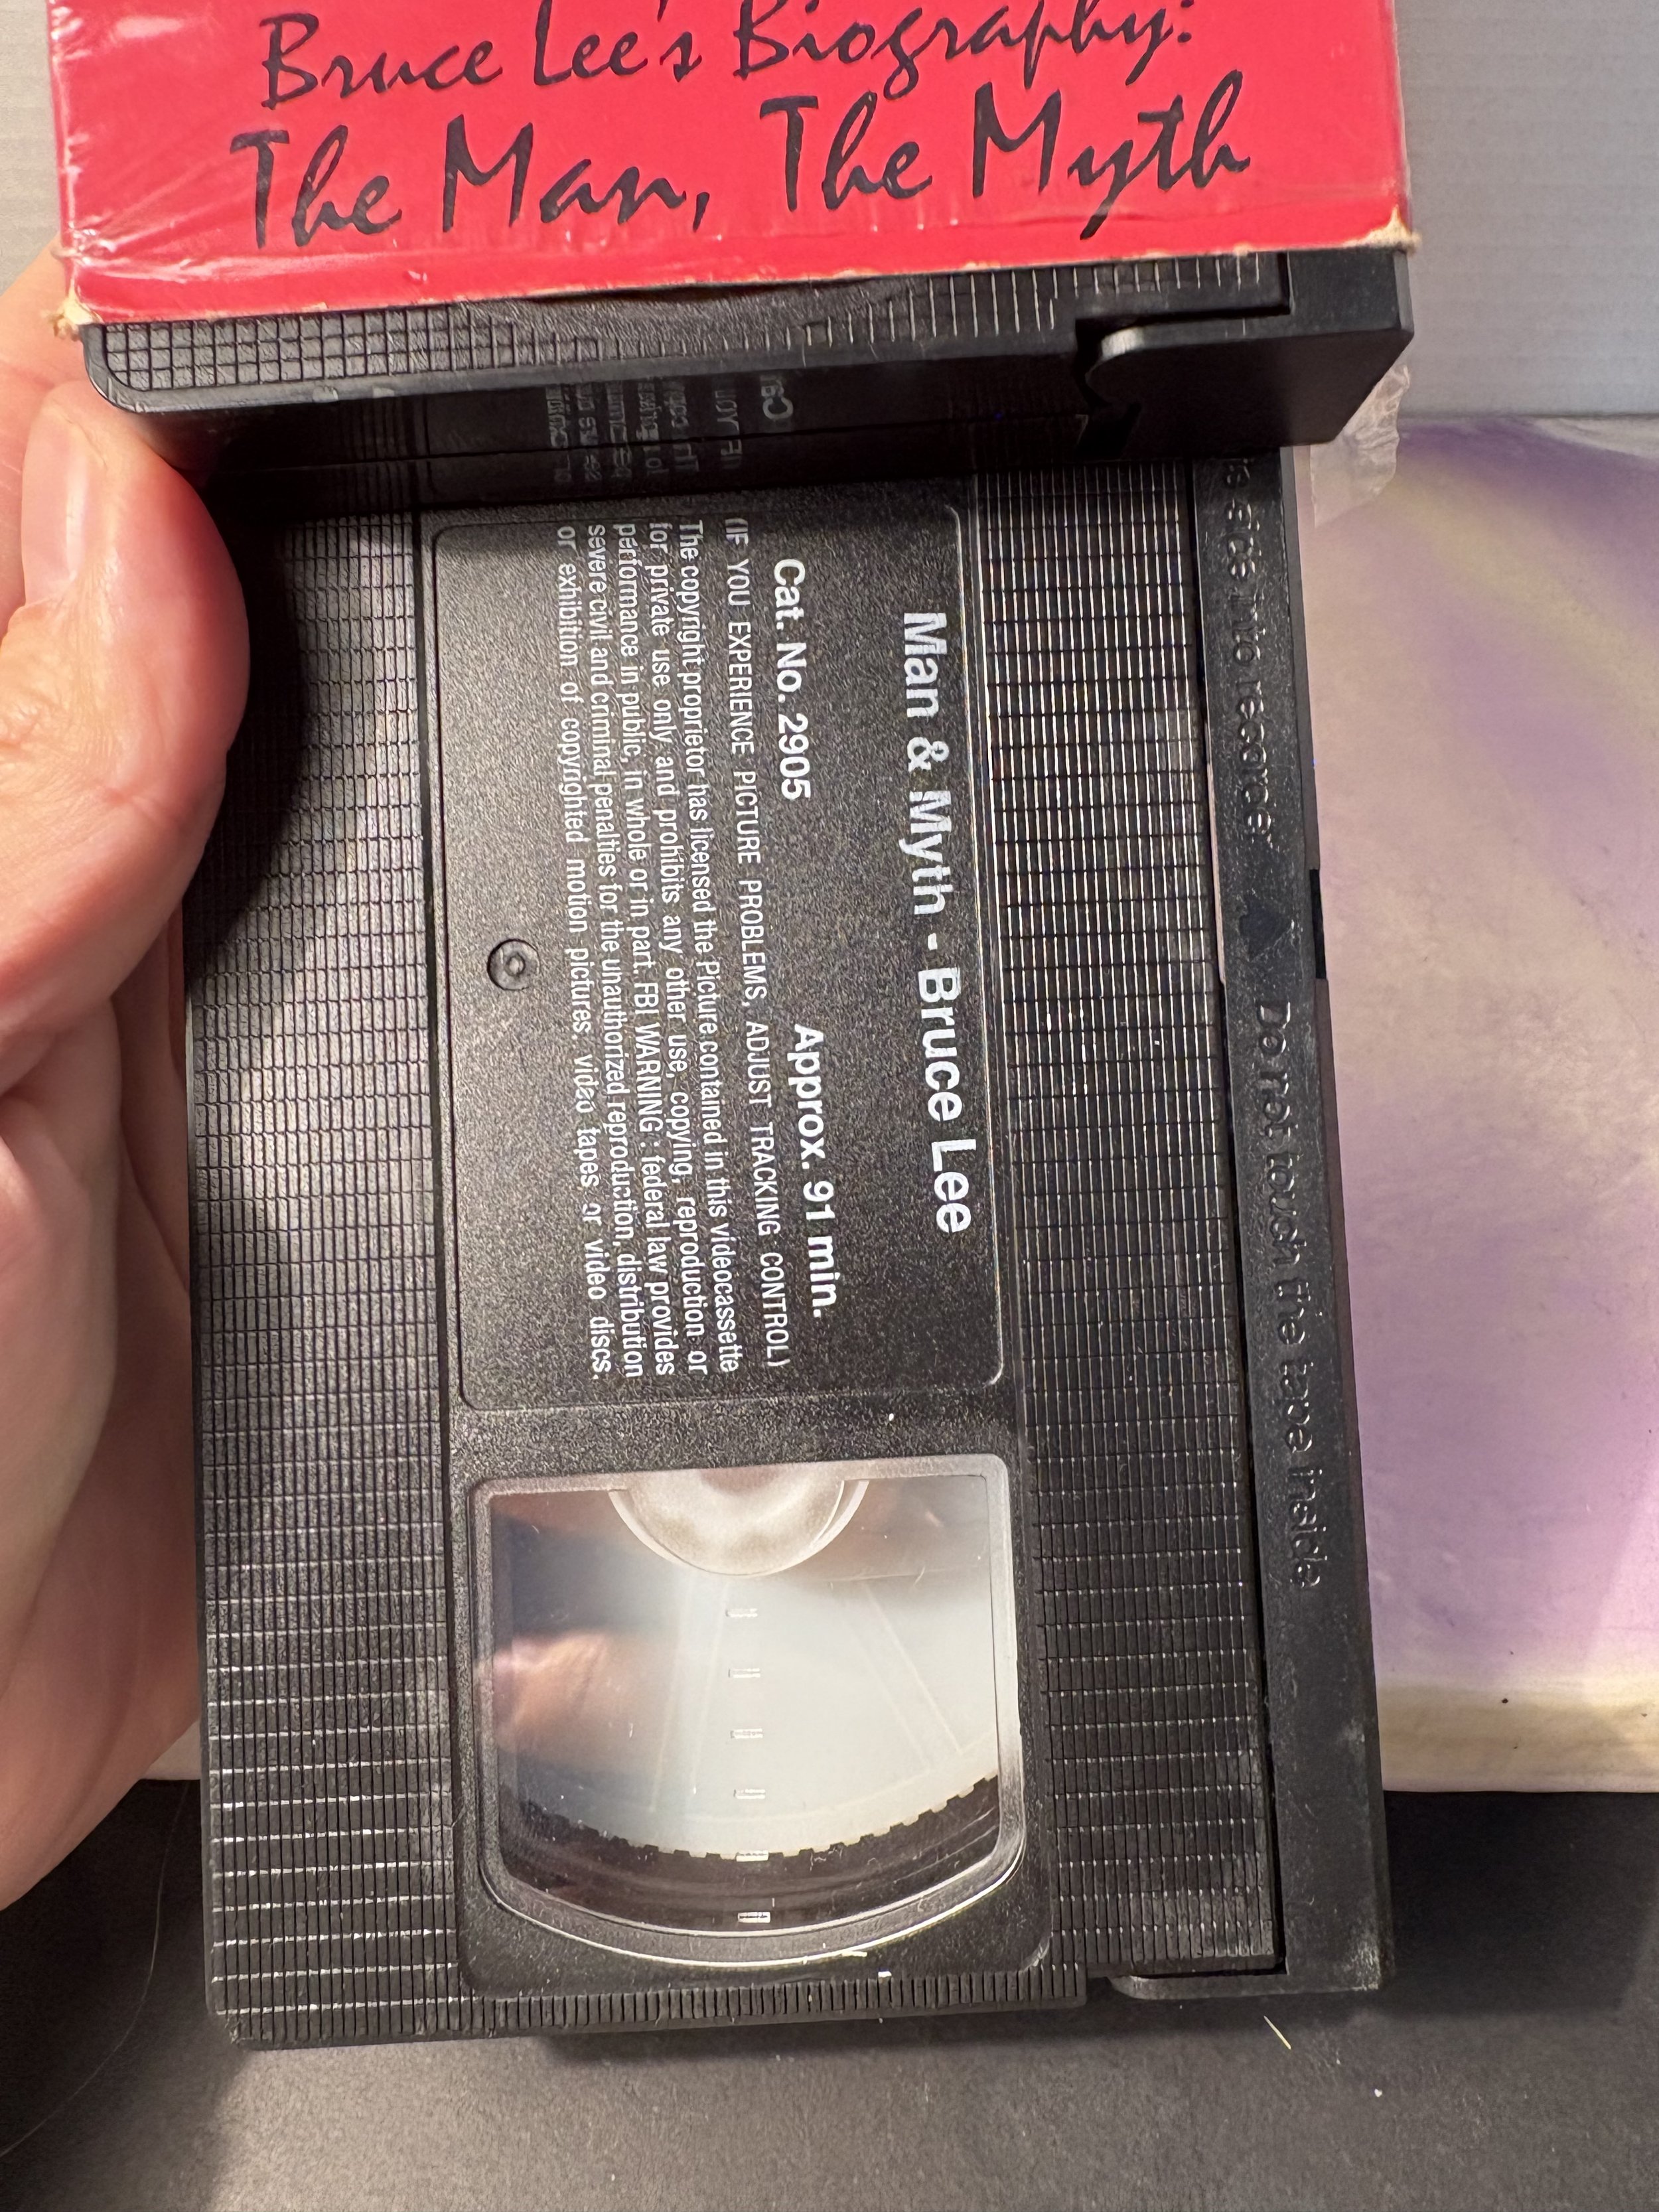 Bruce Lee's Biography:
The Man, The Myth
Man & Myth - Bruce Lee
Cat. No. 2905 Approx. 91 min.
(IF YOU EXPERIENCE PICTURE PROBLEMS, ADJUST TRACKING CONTROL)
The copyright proprietor has licensed the Picture contained in this videocassette
for private use only and prohibits any other use, copying, reproduction or
performance in public, in whole or in part. FBI WARNING : federal law provides
severe civil and criminal penalties for the unauthorized reproduction, distribution
or exhibition of copyrighted motion pictures. video tapes or video discs.
side into recorder ▲ Do not touch the tape inside